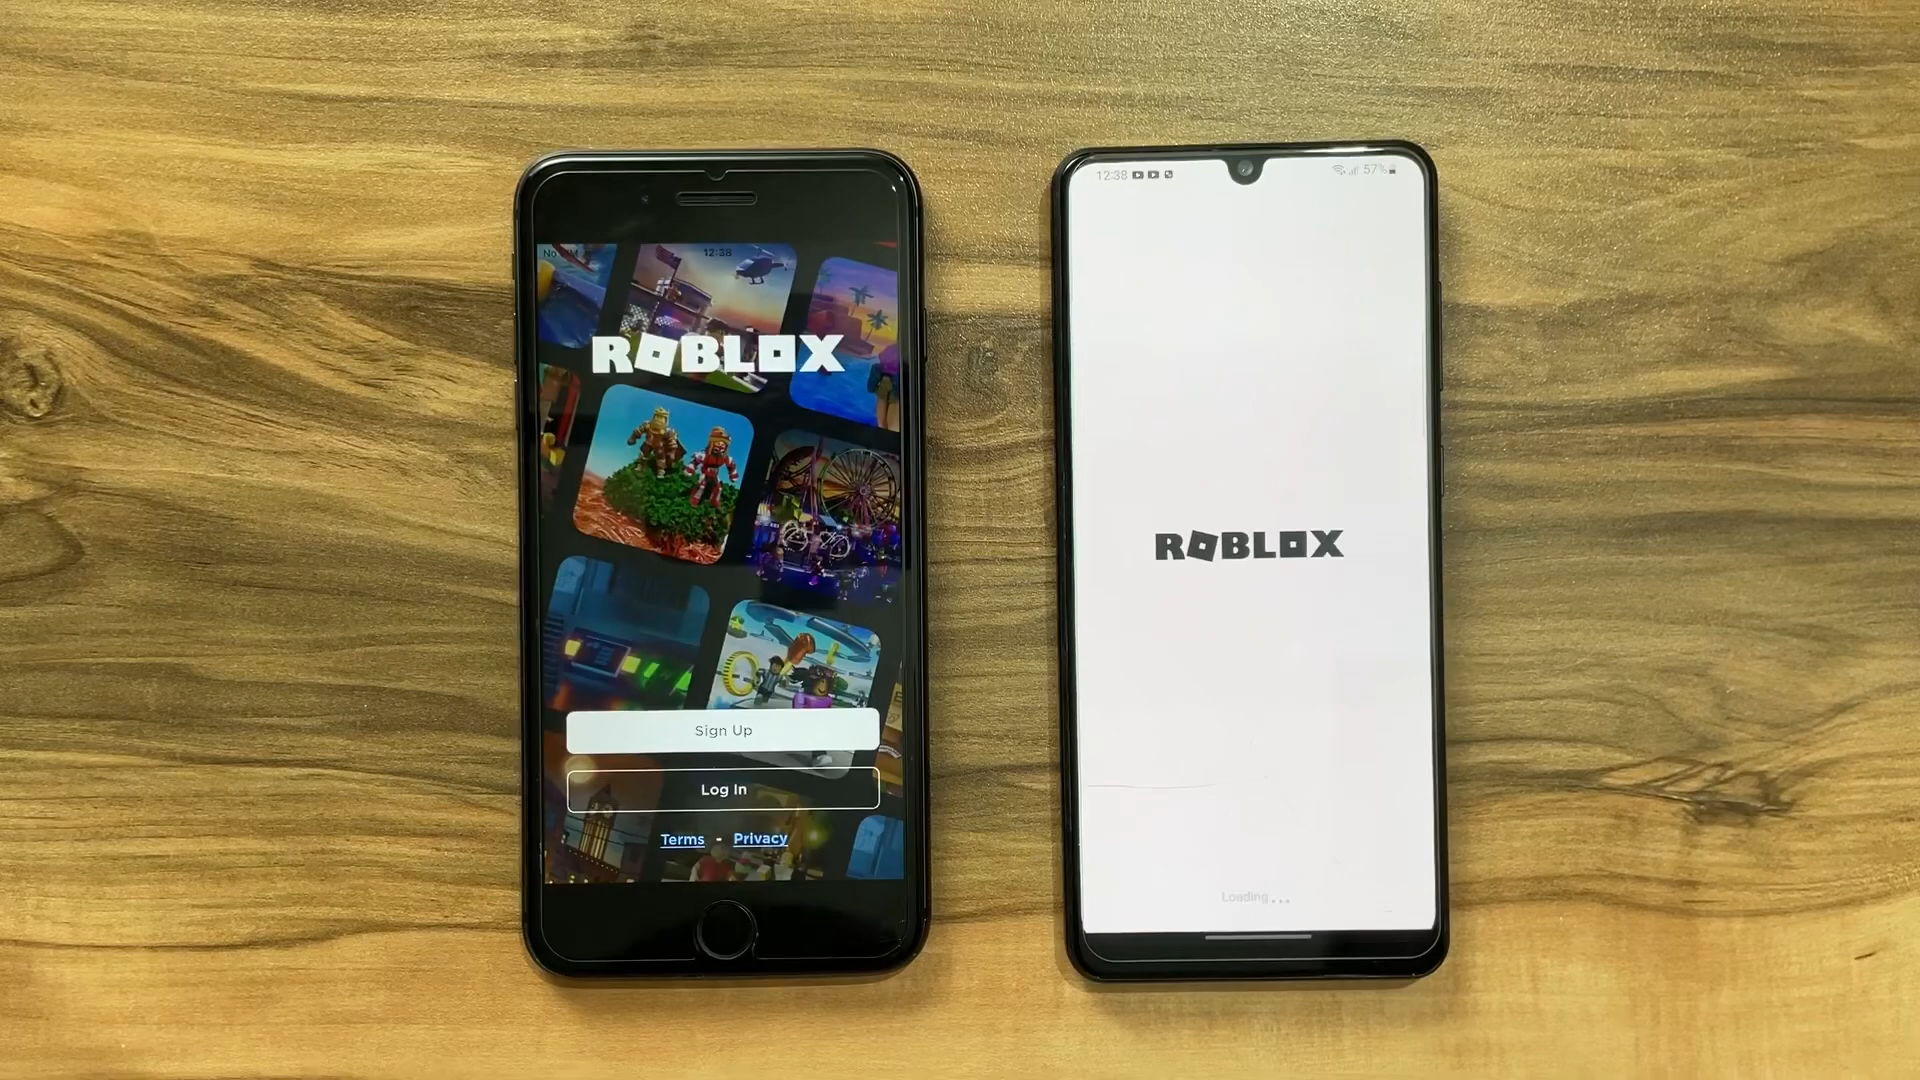 12:38
ROBLOX
Sign Up
Log In
Terms - Privacy
12:38 57%
ROBLOX
Loading...